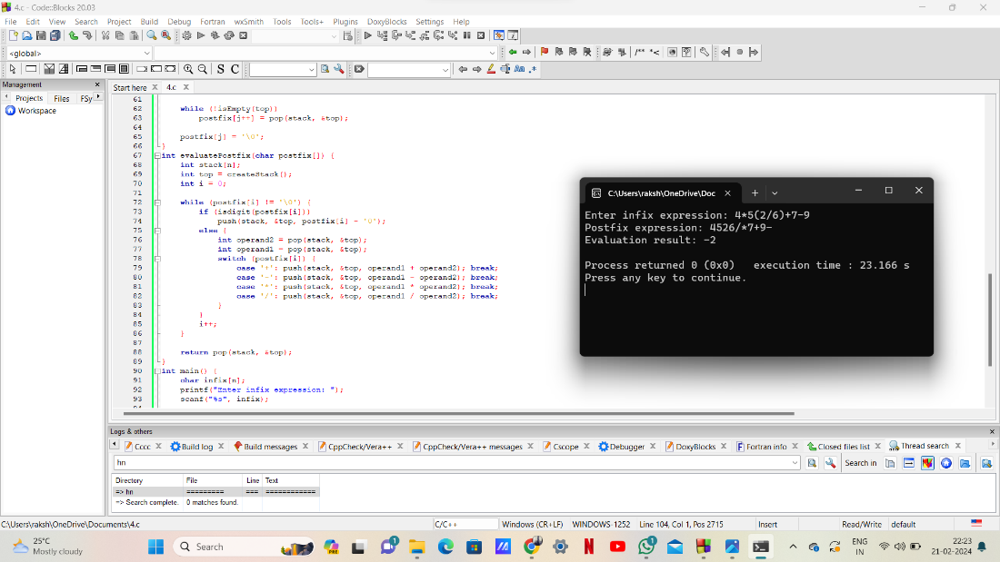 4.c - Code::Blocks 20.03
File Edit View Search Project Build Debug Fortran wxSmith Tools Tools+ Plugins DoxyBlocks Settings Help
<global>
/** *<
S C
Aa .*
Management
Projects Files FSy
Workspace
Start here 4.c
61
62 while (!isEmpty(top))
63 postfix[j++] = pop(stack, &top);
64
65 postfix[j] = '\0';
66 }
67 int evaluatePostfix(char postfix[]) {
68 int stack[n];
69 int top = createStack();
70 int i = 0;
71
72 while (postfix[i] != '\0') {
73 if (isdigit(postfix[i]))
74 push(stack, &top, postfix[i] - '0');
75 else {
76 int operand2 = pop(stack, &top);
77 int operand1 = pop(stack, &top);
78 switch (postfix[i]) {
79 case '+': push(stack, &top, operand1 + operand2); break;
80 case '-': push(stack, &top, operand1 - operand2); break;
81 case '*': push(stack, &top, operand1 * operand2); break;
82 case '/': push(stack, &top, operand1 / operand2); break;
83 }
84 }
85 i++;
86 }
87
88 return pop(stack, &top);
89 }
90 int main() {
91 char infix[n];
92 printf("Enter infix expression: ");
93 scanf("%s", infix);
C:\Users\raksh\OneDrive\Doc
Enter infix expression: 4*5(2/6)+7-9
Postfix expression: 4526/*7+9-
Evaluation result: -2
Process returned 0 (0x0) execution time : 23.166 s
Press any key to continue.
Logs & others
Cccc Build log Build messages CppCheck/Vera++ CppCheck/Vera++ messages Cscope Debugger DoxyBlocks Fortran info Closed files list Thread search
hn Search in
Directory File Line Text
=> hn ========= === ============
=> Search complete. 0 matches found.
C:\Users\raksh\OneDrive\Documents\4.c C/C++ Windows (CR+LF) WINDOWS-1252 Line 104, Col 1, Pos 2715 Insert Read/Write default
25°C
Mostly cloudy
Search
PRE
1
1
ENG
IN
22:23
21-02-2024